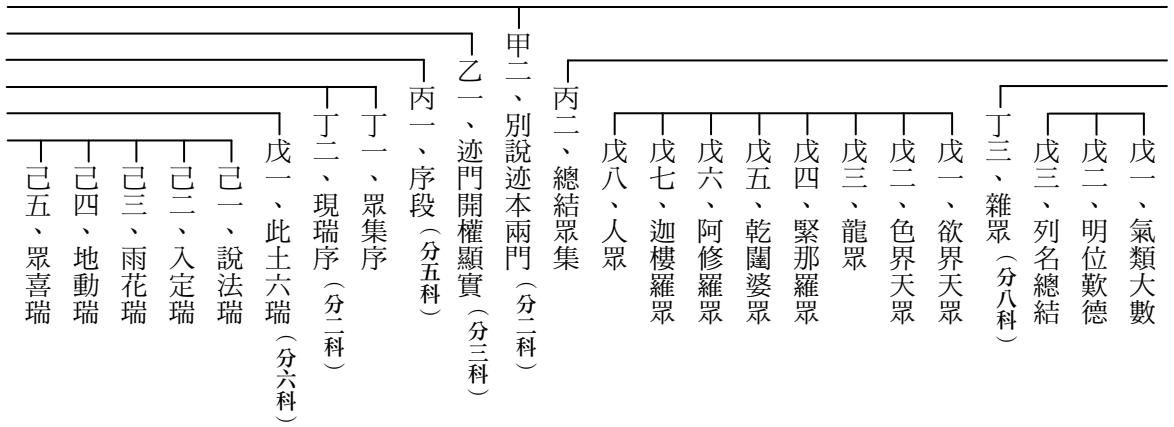 戊一、氣類大數
戊二、明位歎德
戊三、列名總結
丁三、雜眾（分八科）
戊一、欲界天眾
戊二、色界天眾
戊三、龍眾
戊四、緊那羅眾
戊五、乾闥婆眾
戊六、阿修羅眾
戊七、迦樓羅眾
戊八、人眾
丙二、總結眾集
甲二、別說迹本兩門（分二科）
乙一、迹門開權顯實（分三科）
丙一、序段（分五科）
丁一、眾集序
丁二、現瑞序（分二科）
戊一、此土六瑞（分六科）
己一、說法瑞
己二、入定瑞
己三、雨花瑞
己四、地動瑞
己五、眾喜瑞